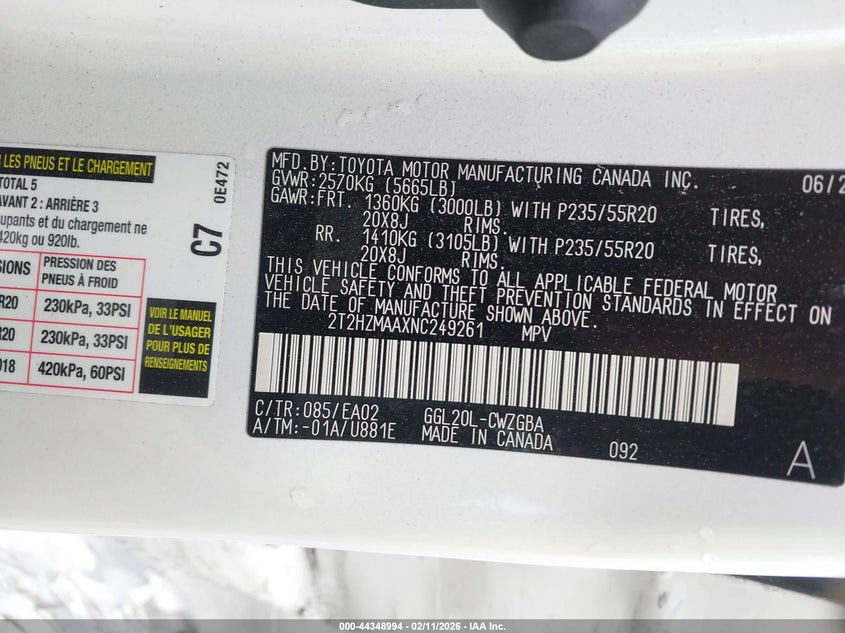 R LES PNEUS ET LE CHARGEMENT
TOTAL 5
AVANT 2 : ARRIÈRE 3
cupants et du chargement ne
420kg ou 920lb.
PRESSION DES
PNEUS À FROID
R20 230kPa, 33PSI
R20 230kPa, 33PSI
018 420kPa, 60PSI
VOIR LE MANUEL
DE L'USAGER
POUR PLUS DE
RENSEIGNEMENTS
C7
0E472
MFD.BY:TOYOTA MOTOR MANUFACTURING CANADA INC. 06/2
GVWR:2570KG (5665LB)
GAWR:FRT. 1360KG (3000LB) WITH P235/55R20 TIRES,
20X8J RIMS.
RR. 1410KG (3105LB) WITH P235/55R20 TIRES,
20X8J RIMS.
THIS VEHICLE CONFORMS TO ALL APPLICABLE FEDERAL MOTOR
VEHICLE SAFETY AND THEFT PREVENTION STANDARDS IN EFFECT ON
THE DATE OF MANUFACTURE SHOWN ABOVE.
2T2HZMAAXNC249261 MPV
C/TR:085/EA02 GGL20L-CWZGBA
A/TM:-01A/U881E MADE IN CANADA 092
A
000-44348994 - 02/11/2026 - IAA Inc.